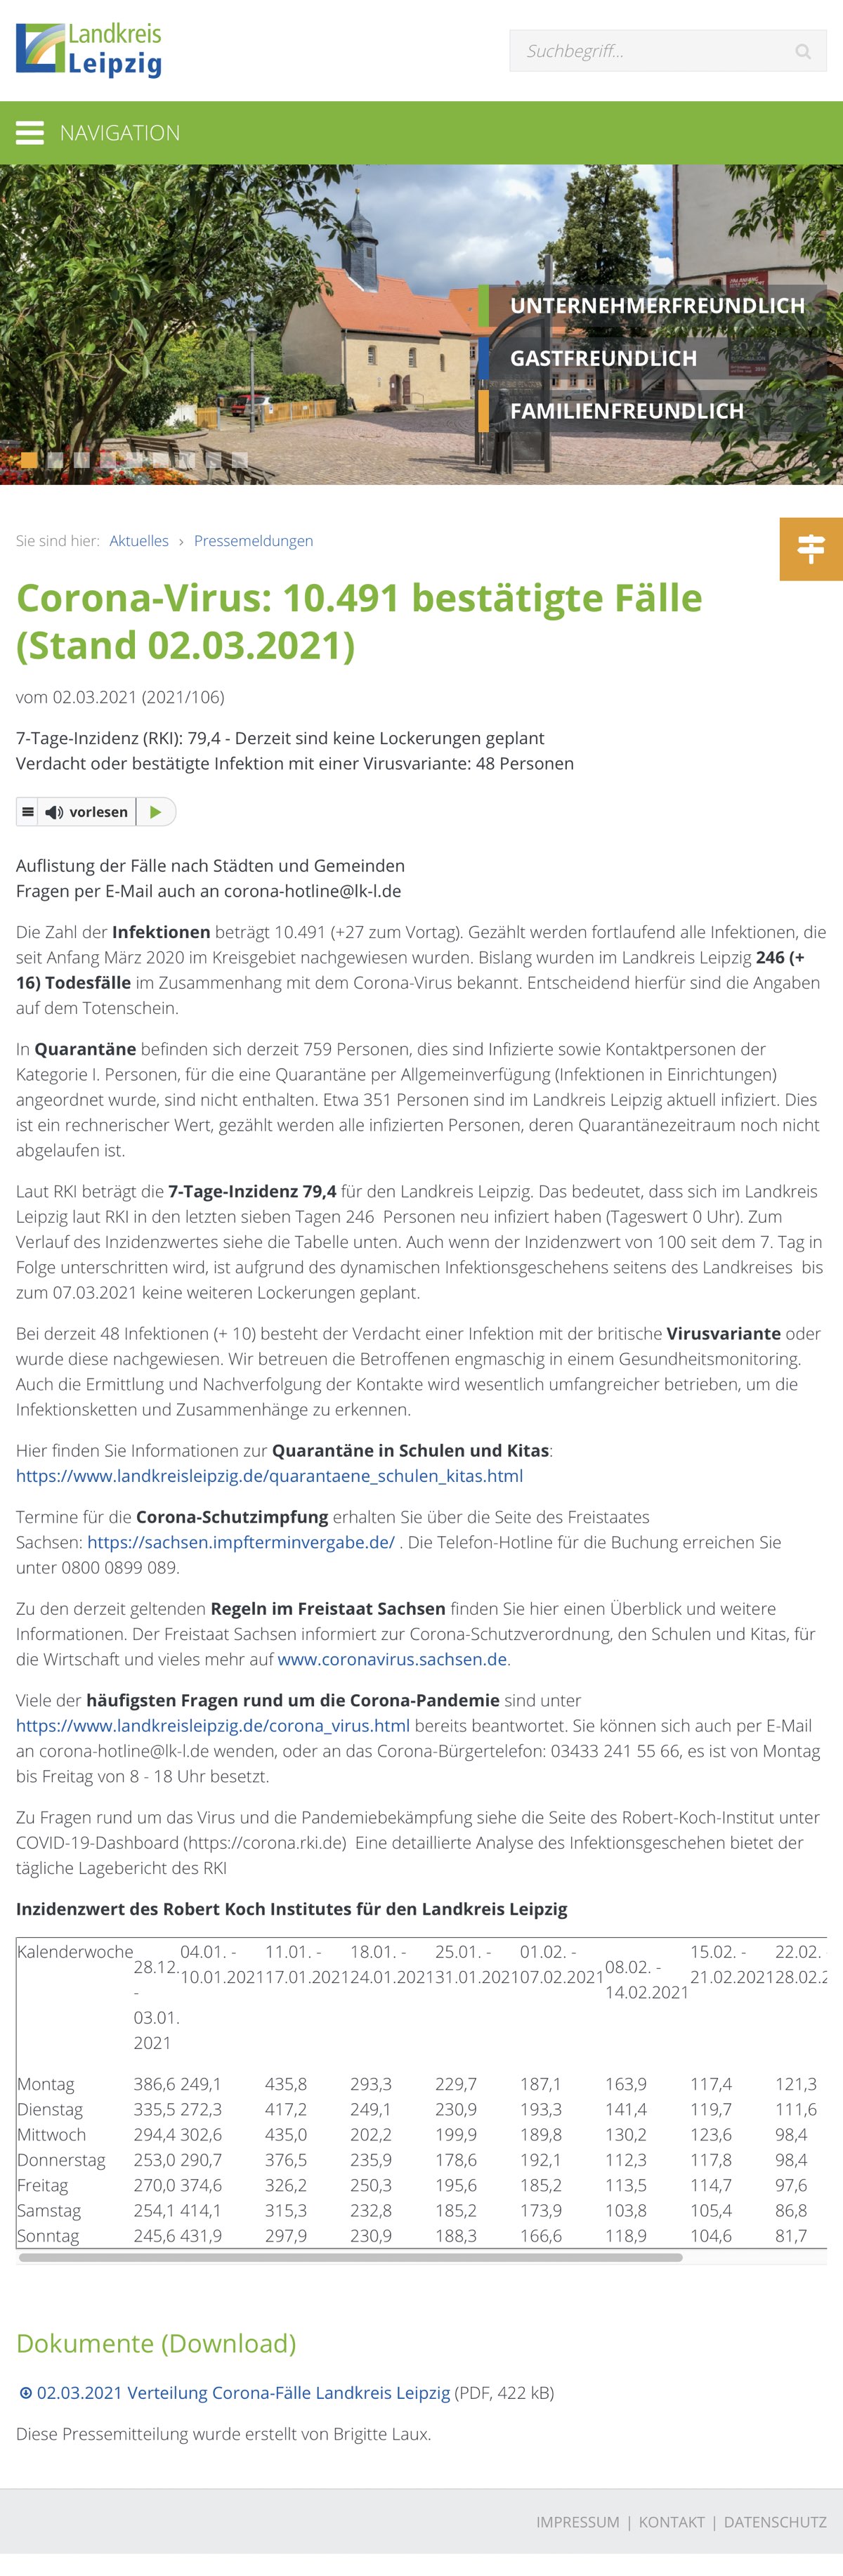 Landkreis
Leipzig
Suchbegriff...
NAVIGATION
UNTERNEHMERFREUNDLICH
GASTFREUNDLICH
FAMILIENFREUNDLICH
Sie sind hier: Aktuelles › Pressemeldungen
Corona-Virus: 10.491 bestätigte Fälle
(Stand 02.03.2021)
vom 02.03.2021 (2021/106)
7-Tage-Inzidenz (RKI): 79,4 - Derzeit sind keine Lockerungen geplant
Verdacht oder bestätigte Infektion mit einer Virusvariante: 48 Personen
vorlesen
Auflistung der Fälle nach Städten und Gemeinden
Fragen per E-Mail auch an corona-hotline@lk-l.de
Die Zahl der Infektionen beträgt 10.491 (+27 zum Vortag). Gezählt werden fortlaufend alle Infektionen, die
seit Anfang März 2020 im Kreisgebiet nachgewiesen wurden. Bislang wurden im Landkreis Leipzig 246 (+
16) Todesfälle im Zusammenhang mit dem Corona-Virus bekannt. Entscheidend hierfür sind die Angaben
auf dem Totenschein.
In Quarantäne befinden sich derzeit 759 Personen, dies sind Infizierte sowie Kontaktpersonen der
Kategorie I. Personen, für die eine Quarantäne per Allgemeinverfügung (Infektionen in Einrichtungen)
angeordnet wurde, sind nicht enthalten. Etwa 351 Personen sind im Landkreis Leipzig aktuell infiziert. Dies
ist ein rechnerischer Wert, gezählt werden alle infizierten Personen, deren Quarantänezeitraum noch nicht
abgelaufen ist.
Laut RKI beträgt die 7-Tage-Inzidenz 79,4 für den Landkreis Leipzig. Das bedeutet, dass sich im Landkreis
Leipzig laut RKI in den letzten sieben Tagen 246 Personen neu infiziert haben (Tageswert 0 Uhr). Zum
Verlauf des Inzidenzwertes siehe die Tabelle unten. Auch wenn der Inzidenzwert von 100 seit dem 7. Tag in
Folge unterschritten wird, ist aufgrund des dynamischen Infektionsgeschehens seitens des Landkreises bis
zum 07.03.2021 keine weiteren Lockerungen geplant.
Bei derzeit 48 Infektionen (+ 10) besteht der Verdacht einer Infektion mit der britische Virusvariante oder
wurde diese nachgewiesen. Wir betreuen die Betroffenen engmaschig in einem Gesundheitsmonitoring.
Auch die Ermittlung und Nachverfolgung der Kontakte wird wesentlich umfangreicher betrieben, um die
Infektionsketten und Zusammenhänge zu erkennen.
Hier finden Sie Informationen zur Quarantäne in Schulen und Kitas:
https://www.landkreisleipzig.de/quarantaene_schulen_kitas.html
Termine für die Corona-Schutzimpfung erhalten Sie über die Seite des Freistaates
Sachsen: https://sachsen.impfterminvergabe.de/ . Die Telefon-Hotline für die Buchung erreichen Sie
unter 0800 0899 089.
Zu den derzeit geltenden Regeln im Freistaat Sachsen finden Sie hier einen Überblick und weitere
Informationen. Der Freistaat Sachsen informiert zur Corona-Schutzverordnung, den Schulen und Kitas, für
die Wirtschaft und vieles mehr auf www.coronavirus.sachsen.de.
Viele der häufigsten Fragen rund um die Corona-Pandemie sind unter
https://www.landkreisleipzig.de/corona_virus.html bereits beantwortet. Sie können sich auch per E-Mail
an corona-hotline@lk-l.de wenden, oder an das Corona-Bürgertelefon: 03433 241 55 66, es ist von Montag
bis Freitag von 8 - 18 Uhr besetzt.
Zu Fragen rund um das Virus und die Pandemiebekämpfung siehe die Seite des Robert-Koch-Institut unter
COVID-19-Dashboard (https://corona.rki.de) Eine detaillierte Analyse des Infektionsgeschehen bietet der
tägliche Lagebericht des RKI
Inzidenzwert des Robert Koch Institutes für den Landkreis Leipzig
Kalenderwoche 28.12. - 03.01. 2021 04.01. - 10.01.2021 11.01. - 17.01.2021 18.01. - 24.01.2021 25.01. - 31.01.2021 01.02. - 07.02.2021 08.02. - 14.02.2021 15.02. - 21.02.2021 22.02. - 28.02.2
Montag 386,6 249,1 435,8 293,3 229,7 187,1 163,9 117,4 121,3
Dienstag 335,5 272,3 417,2 249,1 230,9 193,3 141,4 119,7 111,6
Mittwoch 294,4 302,6 435,0 202,2 199,9 189,8 130,2 123,6 98,4
Donnerstag 253,0 290,7 376,5 235,9 178,6 192,1 112,3 117,8 98,4
Freitag 270,0 374,6 326,2 250,3 195,6 185,2 113,5 114,7 97,6
Samstag 254,1 414,1 315,3 232,8 185,2 173,9 103,8 105,4 86,8
Sonntag 245,6 431,9 297,9 230,9 188,3 166,6 118,9 104,6 81,7
Dokumente (Download)
02.03.2021 Verteilung Corona-Fälle Landkreis Leipzig (PDF, 422 kB)
Diese Pressemitteilung wurde erstellt von Brigitte Laux.
IMPRESSUM | KONTAKT | DATENSCHUTZ